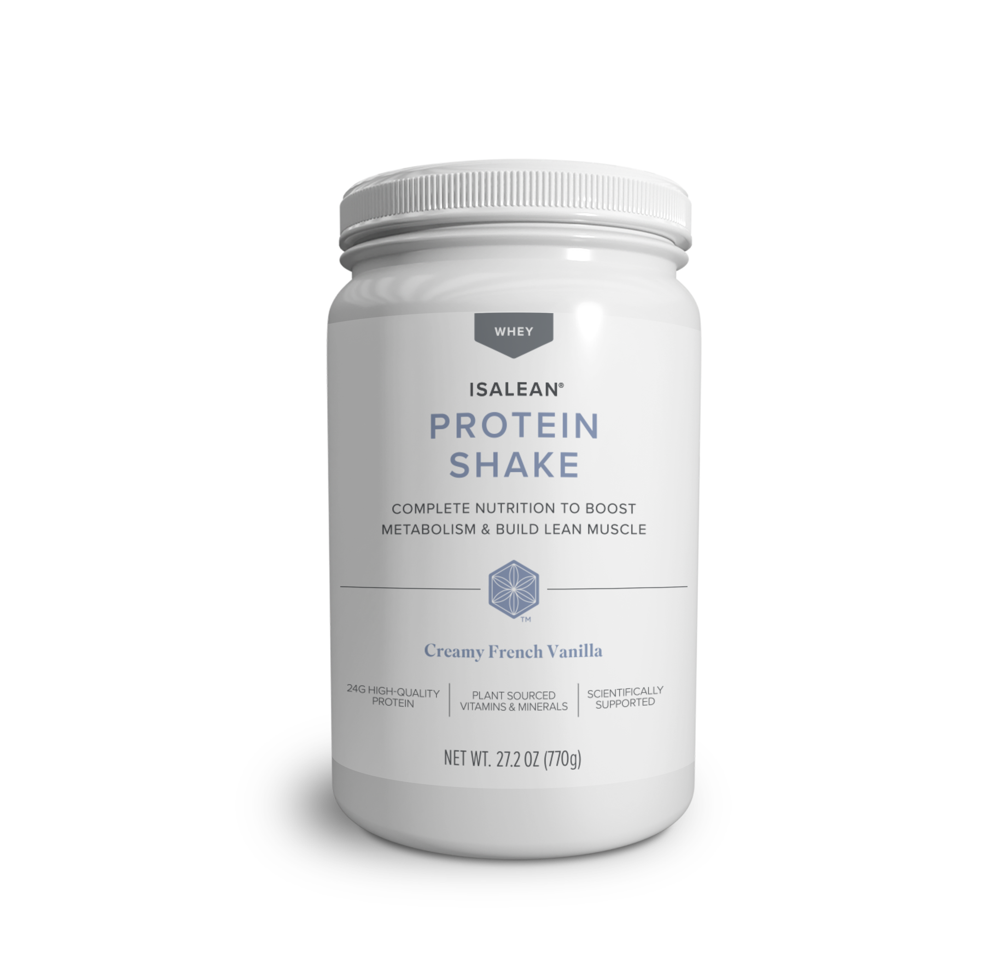 WHEY
ISALEAN®
PROTEIN
SHAKE
COMPLETE NUTRITION TO BOOST
METABOLISM & BUILD LEAN MUSCLE
TM
Creamy French Vanilla
24G HIGH-QUALITY
PROTEIN
PLANT SOURCED
VITAMINS & MINERALS
SCIENTIFICALLY
SUPPORTED
NET WT. 27.2 OZ (770g)